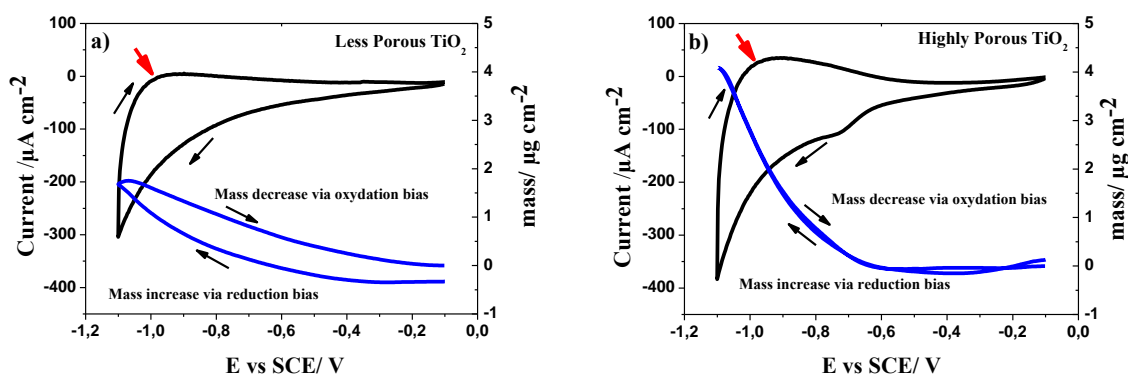 a)
Less Porous TiO₂
Current /µA cm⁻²
100
0
-100
-200
-300
-400
5
4
3
2
1
0
-1
mass/ µg cm⁻²
Mass decrease via oxydation bias
Mass increase via reduction bias
-1,2 -1,0 -0,8 -0,6 -0,4 -0,2 0,0
E vs SCE/ V
b)
Highly Porous TiO₂
Current /µA cm⁻²
100
0
-100
-200
-300
-400
5
4
3
2
1
0
-1
mass/ µg cm⁻²
Mass decrease via oxydation bias
Mass increase via reduction bias
-1,2 -1,0 -0,8 -0,6 -0,4 -0,2 0,0
E vs SCE/ V